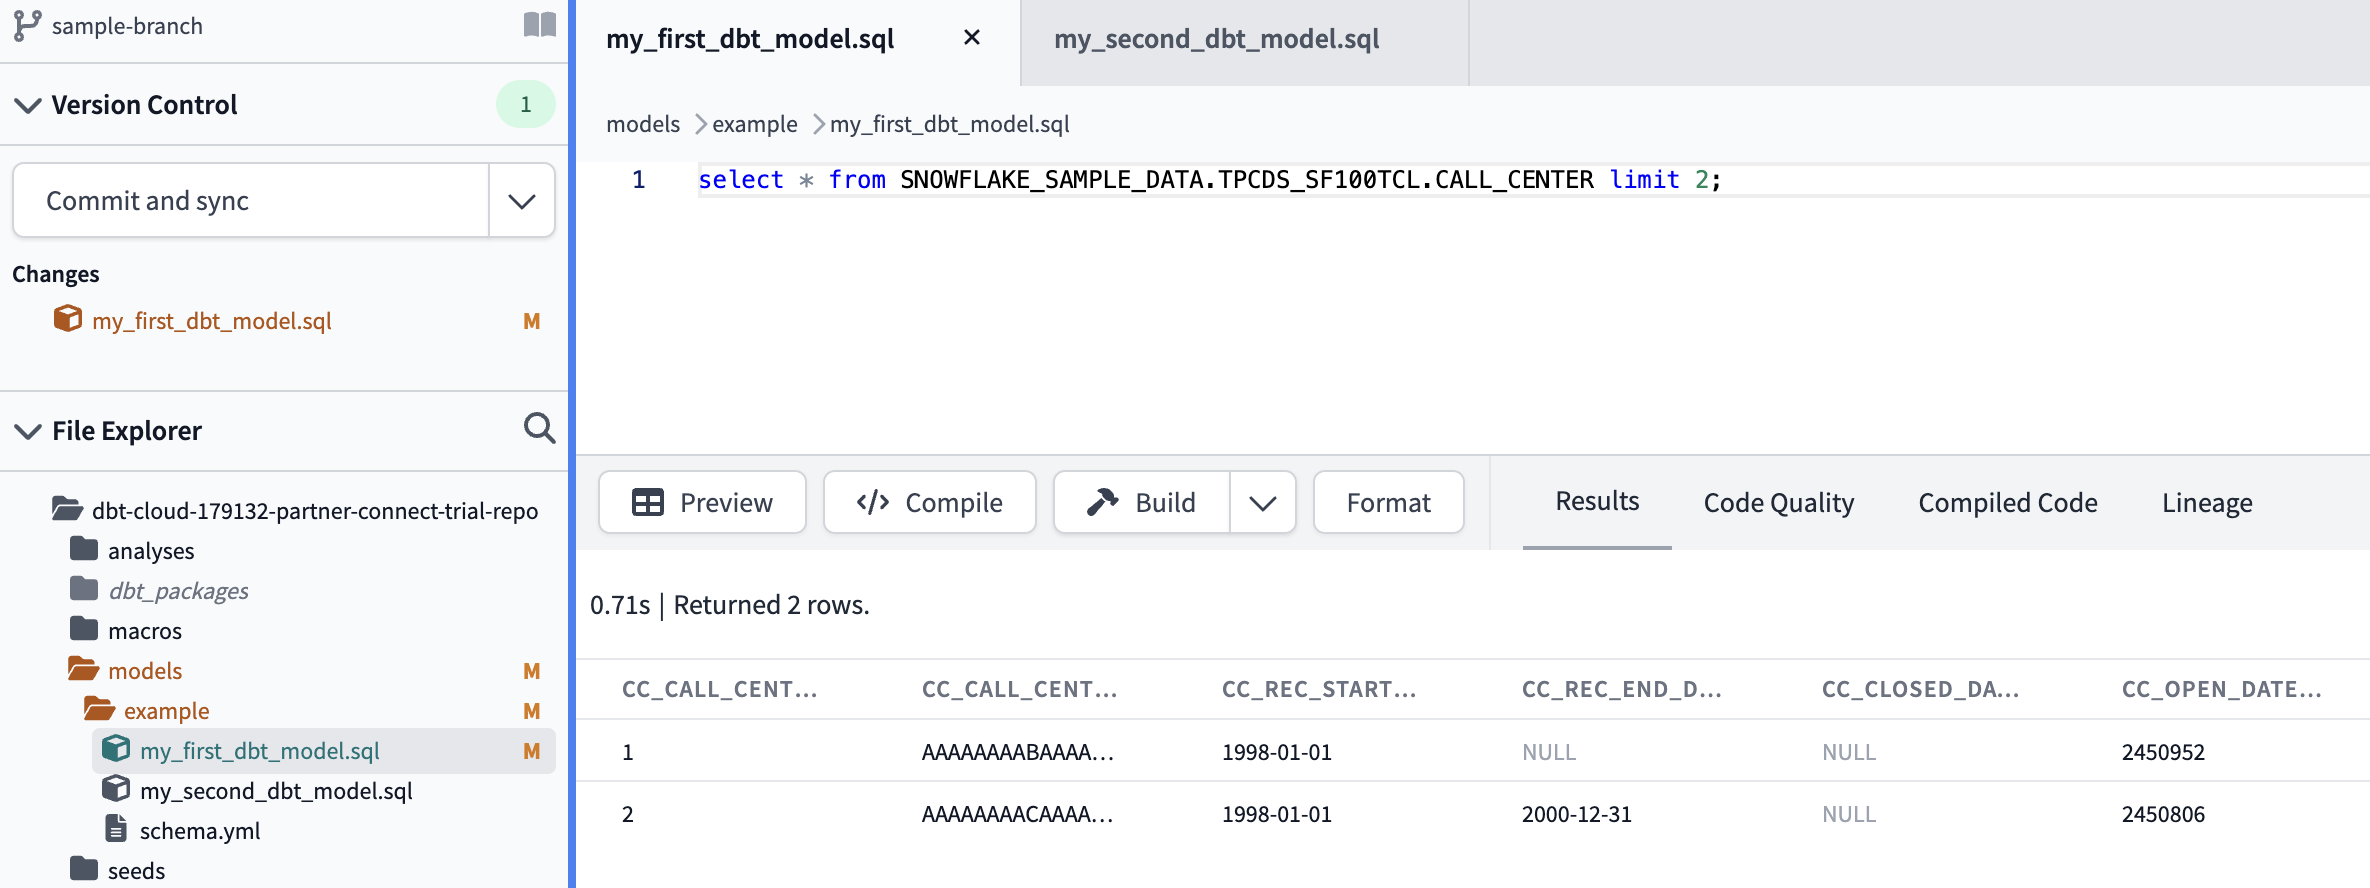 sample-branch
Version Control
1
Commit and sync
Changes
my_first_dbt_model.sql M
File Explorer
dbt-cloud-179132-partner-connect-trial-repo
analyses
dbt_packages
macros
models M
example M
my_first_dbt_model.sql M
my_second_dbt_model.sql
schema.yml
seeds
my_first_dbt_model.sql × my_second_dbt_model.sql
models > example > my_first_dbt_model.sql
1 select * from SNOWFLAKE_SAMPLE_DATA.TPCDS_SF100TCL.CALL_CENTER limit 2;
Preview </> Compile Build Format Results Code Quality Compiled Code Lineage
0.71s | Returned 2 rows.
CC_CALL_CENT... CC_CALL_CENT... CC_REC_START... CC_REC_END_D... CC_CLOSED_DA... CC_OPEN_DATE...
1 AAAAAAAABAAAA... 1998-01-01 NULL NULL 2450952
2 AAAAAAAACAAAA... 1998-01-01 2000-12-31 NULL 2450806